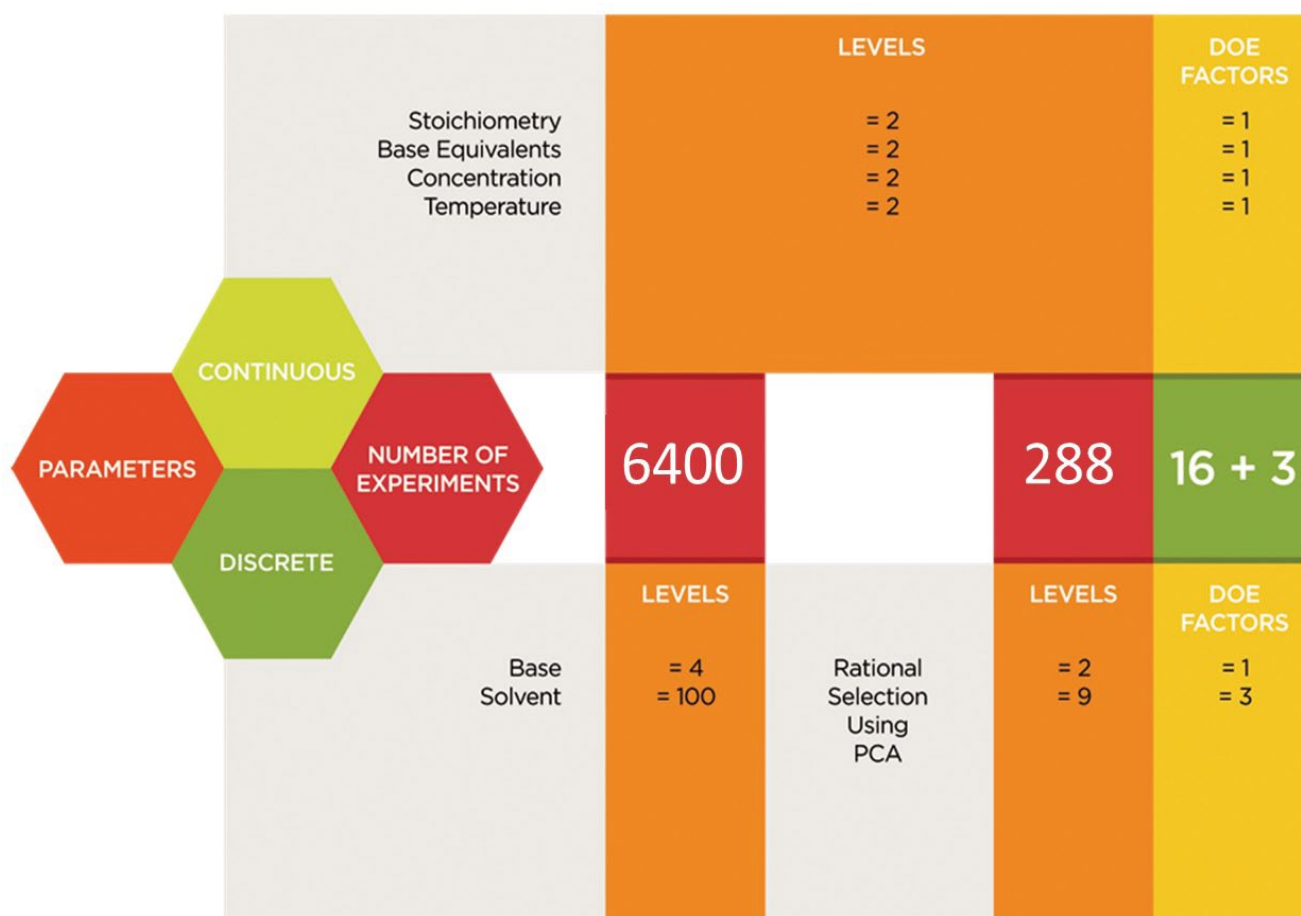 LEVELS
DOE
FACTORS
Stoichiometry = 2 = 1
Base Equivalents = 2 = 1
Concentration = 2 = 1
Temperature = 2 = 1
CONTINUOUS
PARAMETERS
NUMBER OF
EXPERIMENTS
DISCRETE
6400
288
16 + 3
LEVELS
LEVELS
DOE
FACTORS
Base = 4
Solvent = 100
Rational
Selection
Using
PCA
= 2
= 9
= 1
= 3